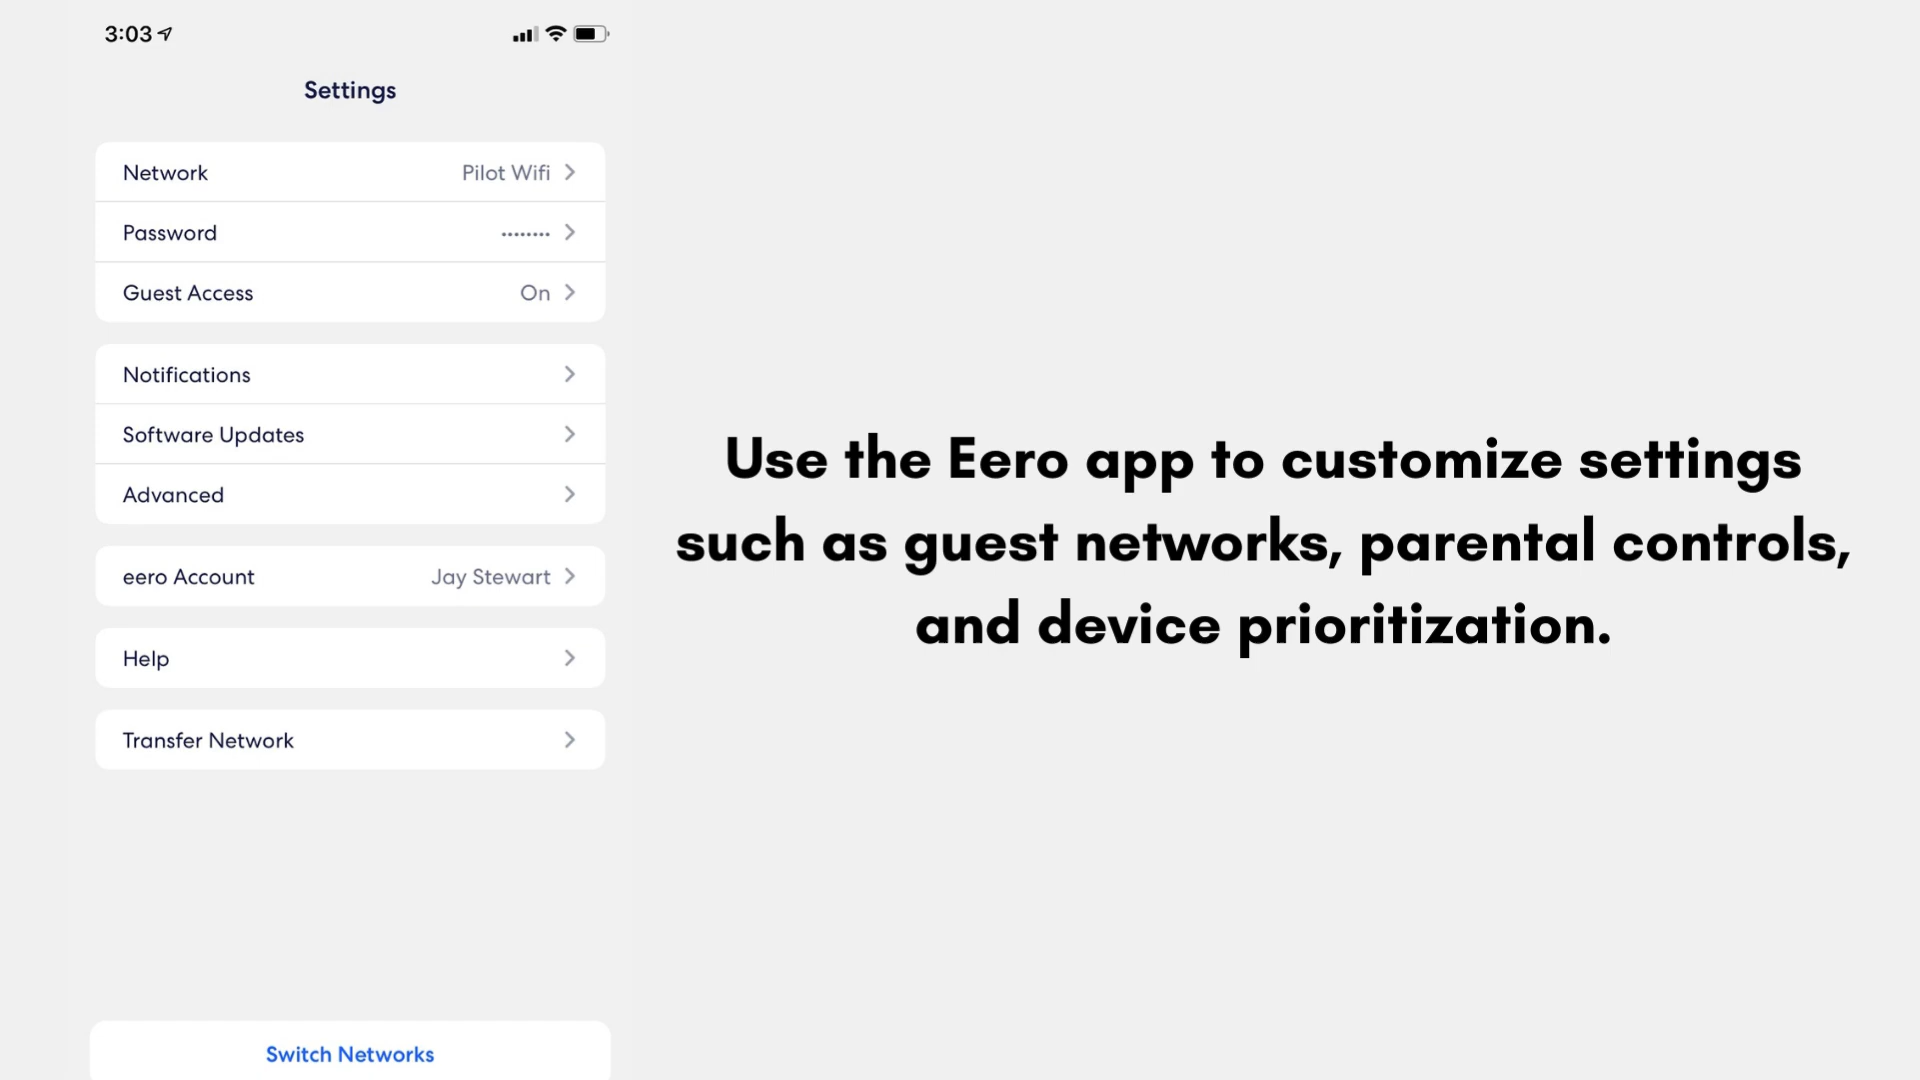 3:03
Settings
Network Pilot Wifi
Password ········
Guest Access On
Notifications
Software Updates
Advanced
eero Account Jay Stewart
Help
Transfer Network
Switch Networks
Use the Eero app to customize settings
such as guest networks, parental controls,
and device prioritization.